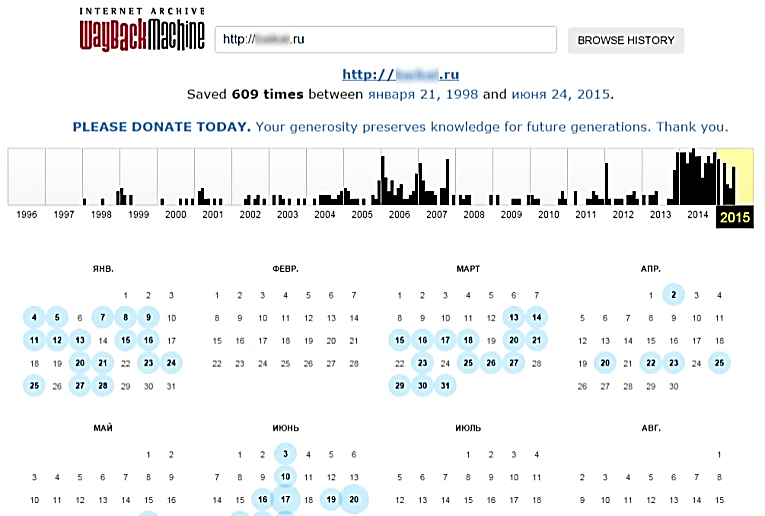 INTERNET ARCHIVE
WayBackMachine
http:// .ru
BROWSE HISTORY
http:// .ru
Saved 609 times between января 21, 1998 and июня 24, 2015.
PLEASE DONATE TODAY. Your generosity preserves knowledge for future generations. Thank you.
1996 1997 1998 1999 2000 2001 2002 2003 2004 2005 2006 2007 2008 2009 2010 2011 2012 2013 2014 2015
ЯНВ.
1 2 3
4 5 6 7 8 9 10
11 12 13 14 15 16 17
18 19 20 21 22 23 24
25 26 27 28 29 30 31
ФЕВР.
1 2 3 4 5 6 7
8 9 10 11 12 13 14
15 16 17 18 19 20 21
22 23 24 25 26 27 28
МАРТ
1 2 3 4 5 6 7
8 9 10 11 12 13 14
15 16 17 18 19 20 21
22 23 24 25 26 27 28
29 30 31
АПР.
1 2 3 4
5 6 7 8 9 10 11
12 13 14 15 16 17 18
19 20 21 22 23 24 25
26 27 28 29 30
МАЙ
1 2
3 4 5 6 7 8 9
10 11 12 13 14 15 16
ИЮНЬ
1 2 3 4 5 6
7 8 9 10 11 12 13
14 15 16 17 18 19 20
ИЮЛЬ
1 2 3 4
5 6 7 8 9 10 11
12 13 14 15 16 17 18
АВГ.
1
2 3 4 5 6 7 8
9 10 11 12 13 14 15